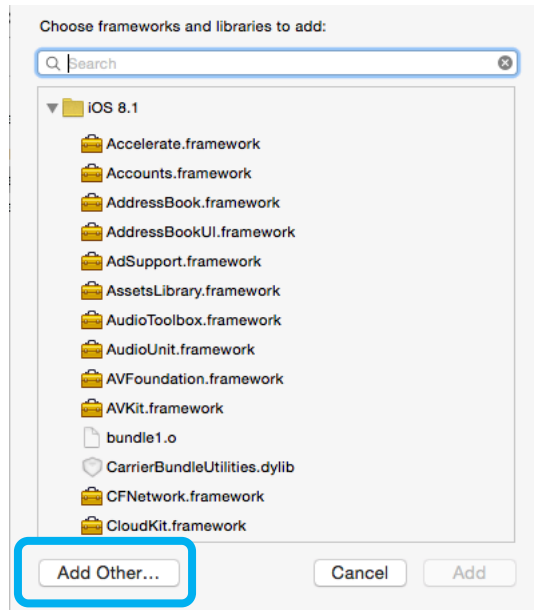 Choose frameworks and libraries to add:
Search
iOS 8.1
Accelerate.framework
Accounts.framework
AddressBook.framework
AddressBookUI.framework
AdSupport.framework
AssetsLibrary.framework
AudioToolbox.framework
AudioUnit.framework
AVFoundation.framework
AVKit.framework
bundle1.o
CarrierBundleUtilities.dylib
CFNetwork.framework
CloudKit.framework
Add Other... Cancel Add